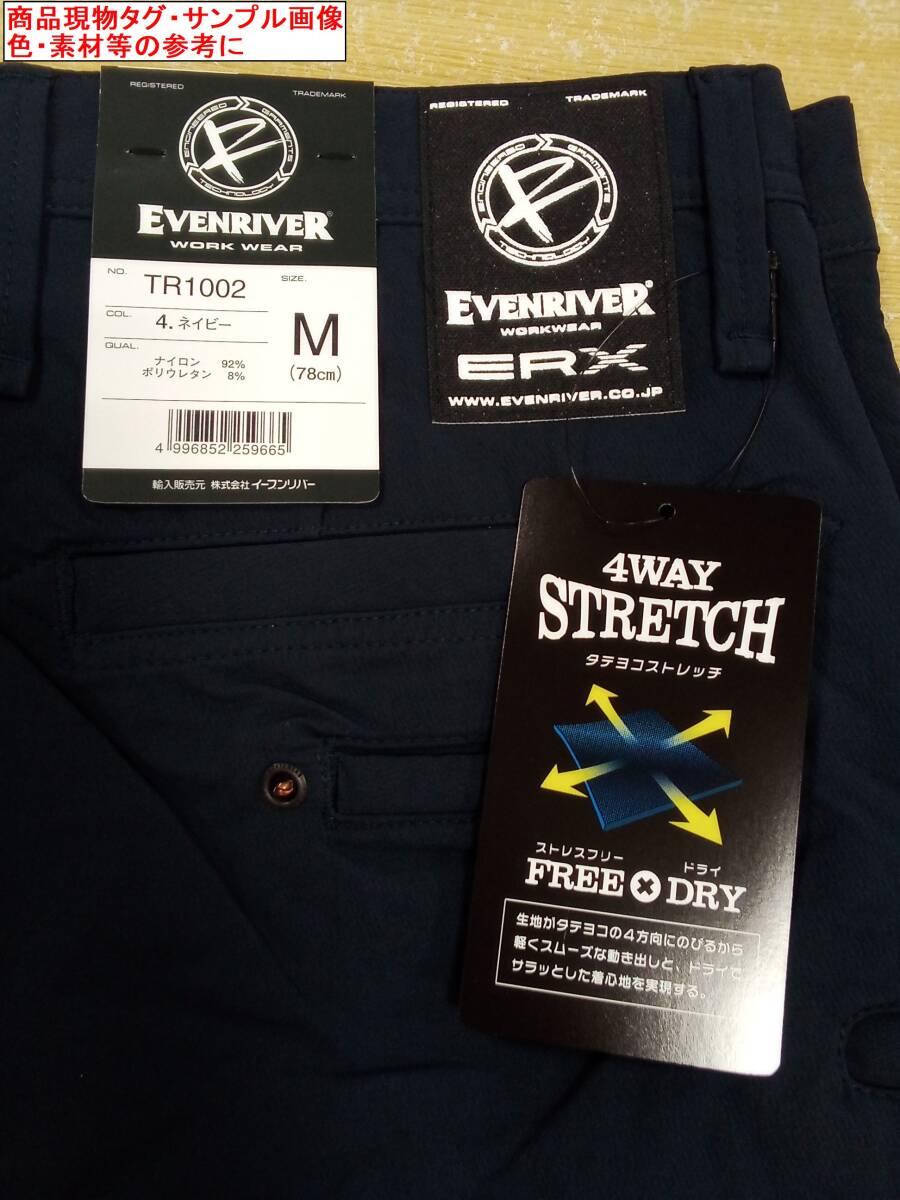 商品現物タグ・サンプル画像
色・素材等の参考に
REGISTERED
TRADEMARK
ENGINEERED GARMENTS TECHNOLOGY
EVENRIVER®
WORK WEAR
NO.
TR1002
SIZE.
COL.
4. ネイビー
M
(78cm)
QUAL.
ナイロン 92%
ポリウレタン 8%
4 996852 259665
輸入販売元 株式会社 イーブンリバー
REGISTERED
TRADEMARK
ENGINEERED GARMENTS TECHNOLOGY
EVENRIVER®
WORKWEAR
ERX
WWW.EVENRIVER.CO.JP
4WAY
STRETCH
タテヨコストレッチ
ストレスフリー ドライ
FREE × DRY
生地がタテヨコの4方向にのびるから
軽くスムーズな動き出しと、ドライで
サラッとした着心地を実現する。